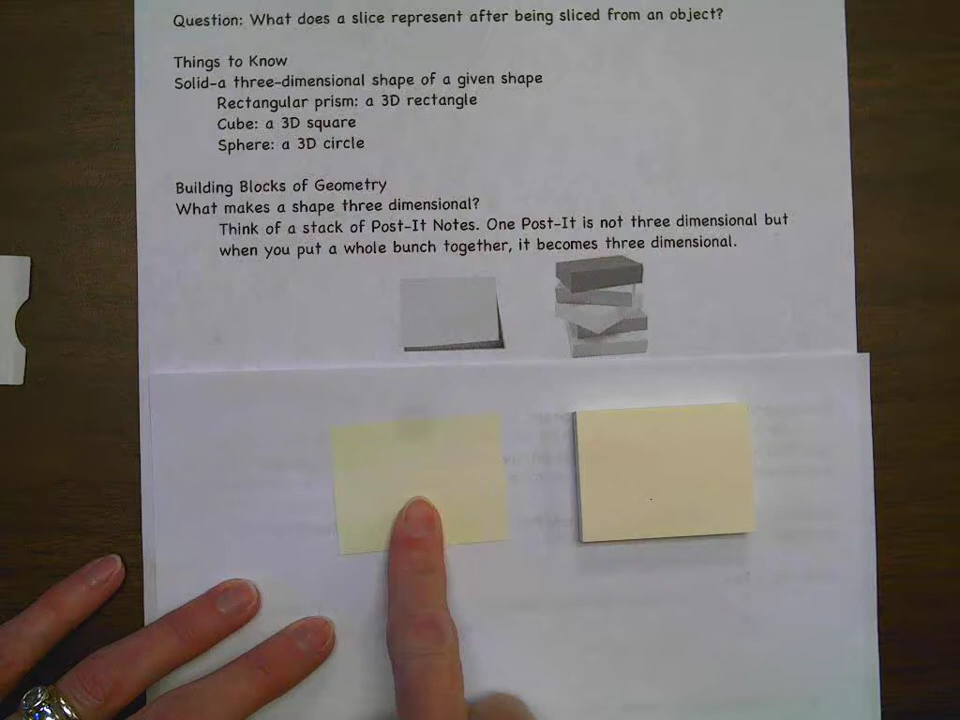 Question: What does a slice represent after being sliced from an object?
Things to Know
Solid-a three-dimensional shape of a given shape
Rectangular prism: a 3D rectangle
Cube: a 3D square
Sphere: a 3D circle
Building Blocks of Geometry
What makes a shape three dimensional?
Think of a stack of Post-It Notes. One Post-It is not three dimensional but
when you put a whole bunch together, it becomes three dimensional.